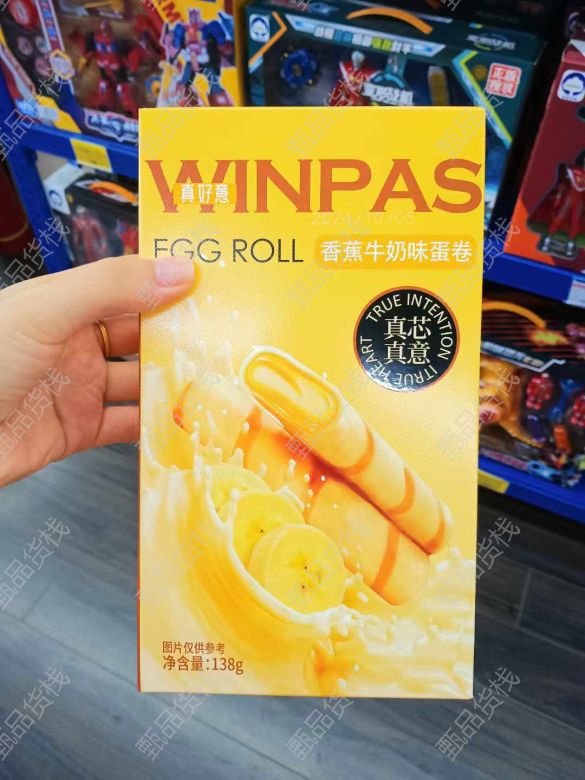 WINPAS
真好意
2024/10/05
EGG ROLL
香蕉牛奶味蛋卷
TRUE INTENTION
真芯
真意
TRUE HEART
图片仅供参考
净含量:138g
甄品货栈